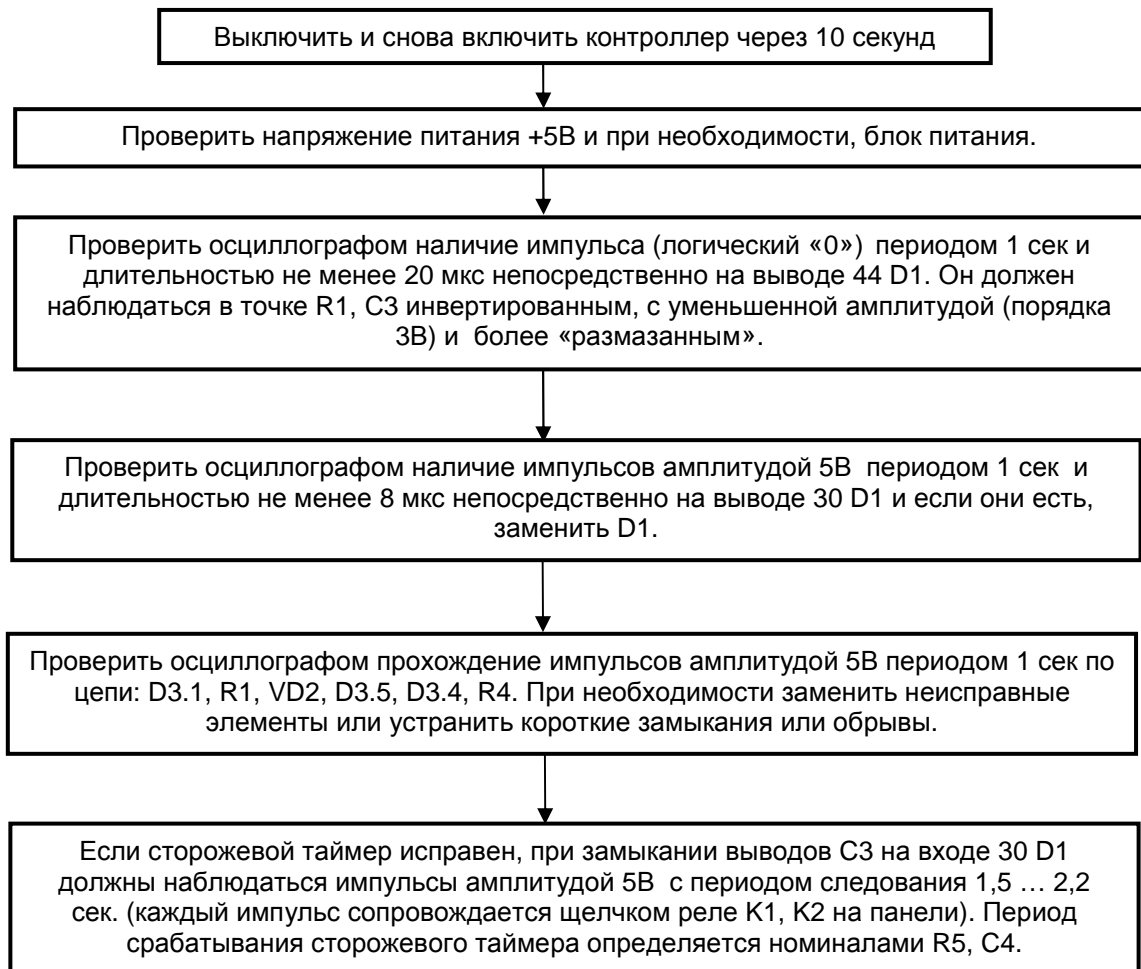 Выключить и снова включить контроллер через 10 секунд
Проверить напряжение питания +5В и при необходимости, блок питания.
Проверить осциллографом наличие импульса (логический «0») периодом 1 сек и
длительностью не менее 20 мкс непосредственно на выводе 44 D1. Он должен
наблюдаться в точке R1, C3 инвертированным, с уменьшенной амплитудой (порядка
3В) и более «размазанным».
Проверить осциллографом наличие импульсов амплитудой 5В периодом 1 сек и
длительностью не менее 8 мкс непосредственно на выводе 30 D1 и если они есть,
заменить D1.
Проверить осциллографом прохождение импульсов амплитудой 5В периодом 1 сек по
цепи: D3.1, R1, VD2, D3.5, D3.4, R4. При необходимости заменить неисправные
элементы или устранить короткие замыкания или обрывы.
Если сторожевой таймер исправен, при замыкании выводов С3 на входе 30 D1
должны наблюдаться импульсы амплитудой 5В с периодом следования 1,5 … 2,2
сек. (каждый импульс сопровождается щелчком реле K1, K2 на панели). Период
срабатывания сторожевого таймера определяется номиналами R5, C4.